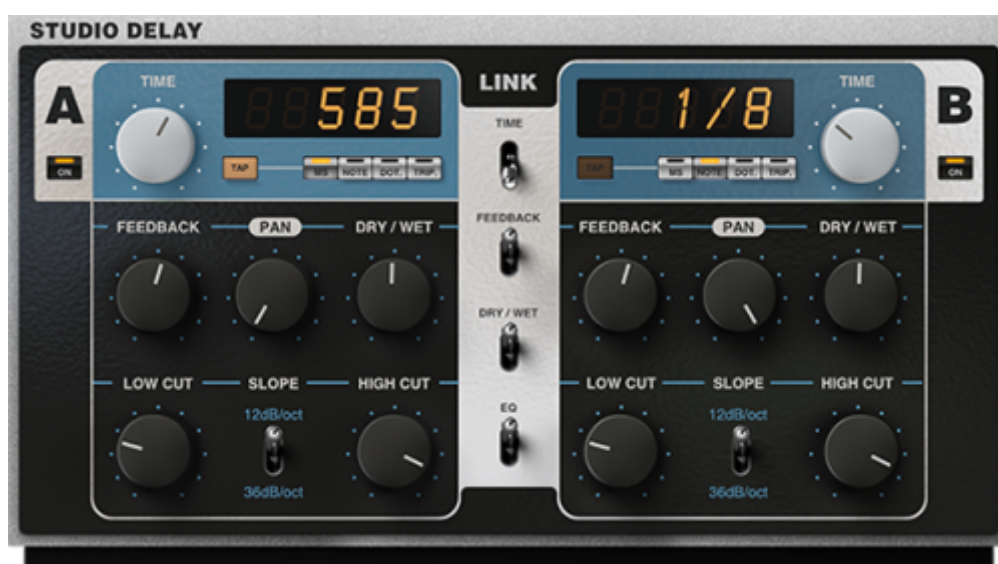 STUDIO DELAY
A
TIME
585
ON
TAP
MS NOTE DOT. TRIP.
FEEDBACK PAN DRY / WET
LOW CUT SLOPE HIGH CUT
12dB/oct
36dB/oct
LINK
TIME
FEEDBACK
DRY / WET
EQ
1/8
TIME
B
TAP
MS NOTE DOT. TRIP.
ON
FEEDBACK PAN DRY / WET
LOW CUT SLOPE HIGH CUT
12dB/oct
36dB/oct